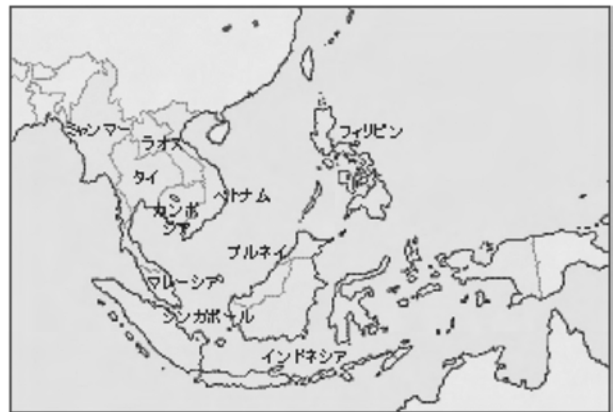 ミャンマー
ラオス
フィリピン
タイ
ベトナム
カンボ
ジア
ブルネイ
マレーシア
シンガポール
インドネシア